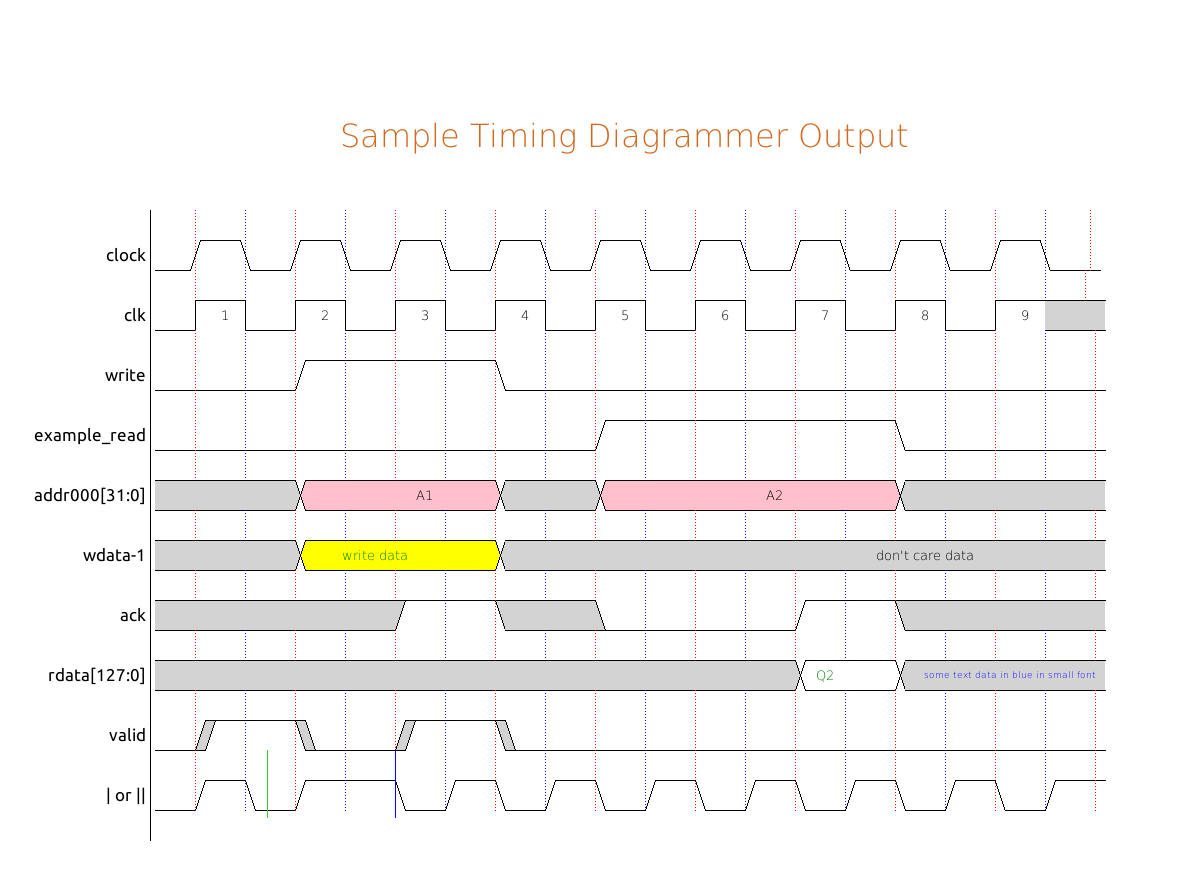 Sample Timing Diagrammer Output
clock
clk 1 2 3 4 5 6 7 8 9
write
example_read
addr000[31:0] A1 A2
wdata-1 write data don't care data
ack
rdata[127:0] Q2 some text data in blue in small font
valid
| or ||